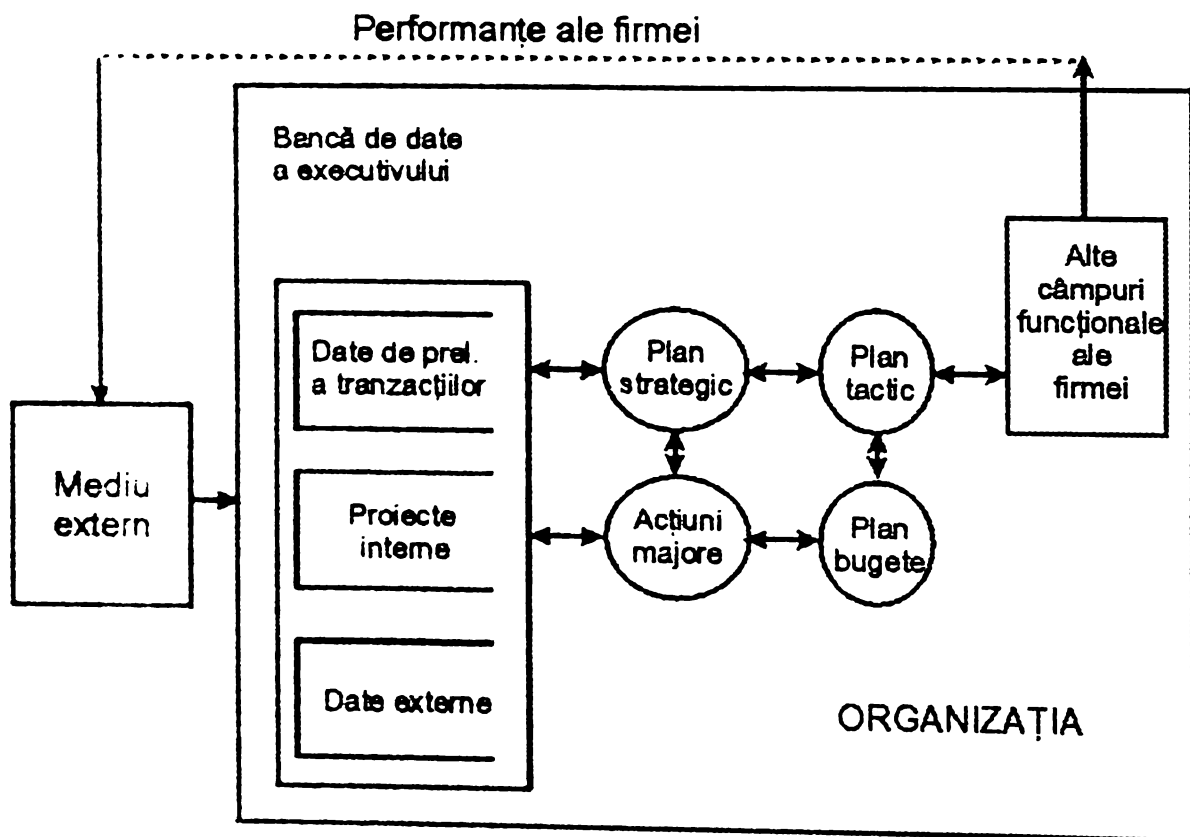 Performanțe ale firmei
Bancă de date
a executivului
Alte
câmpuri
funcționale
ale
firmei
Date de prel.
a tranzacțiilor
Plan
strategic
Plan
tactic
Mediu
extern
Proiecte
interne
Acțiuni
majore
Plan
bugete
Date externe
ORGANIZAȚIA